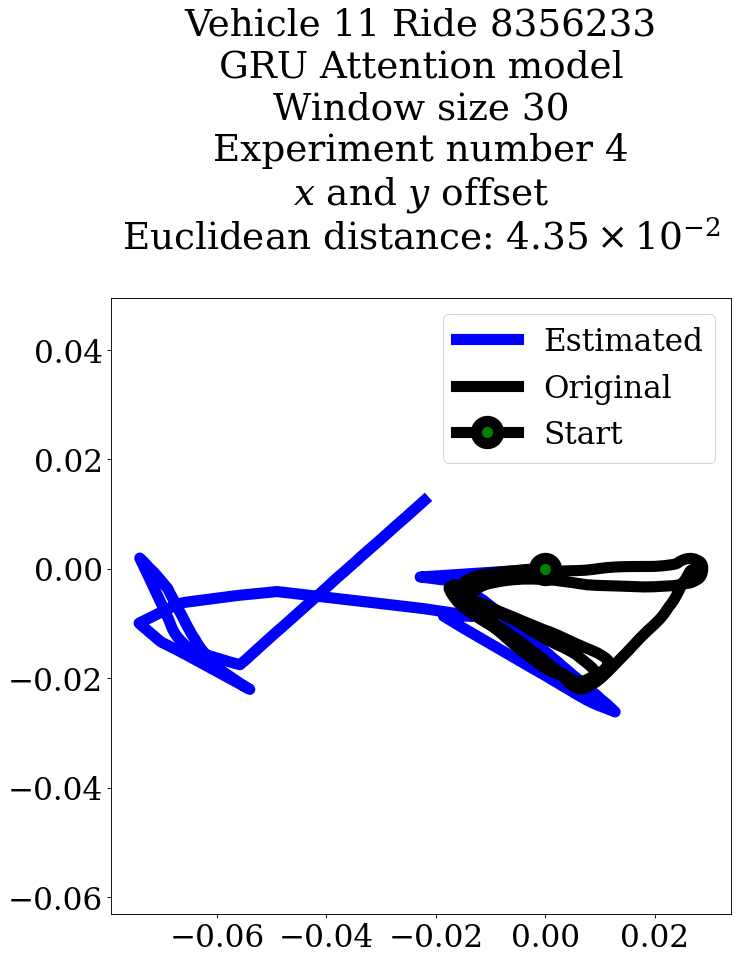 Vehicle 11 Ride 8356233
GRU Attention model
Window size 30
Experiment number 4
x and y offset
Euclidean distance: 4.35 × 10⁻²
Estimated
Original
Start
0.04
0.02
0.00
−0.02
−0.04
−0.06
−0.06 −0.04 −0.02 0.00 0.02